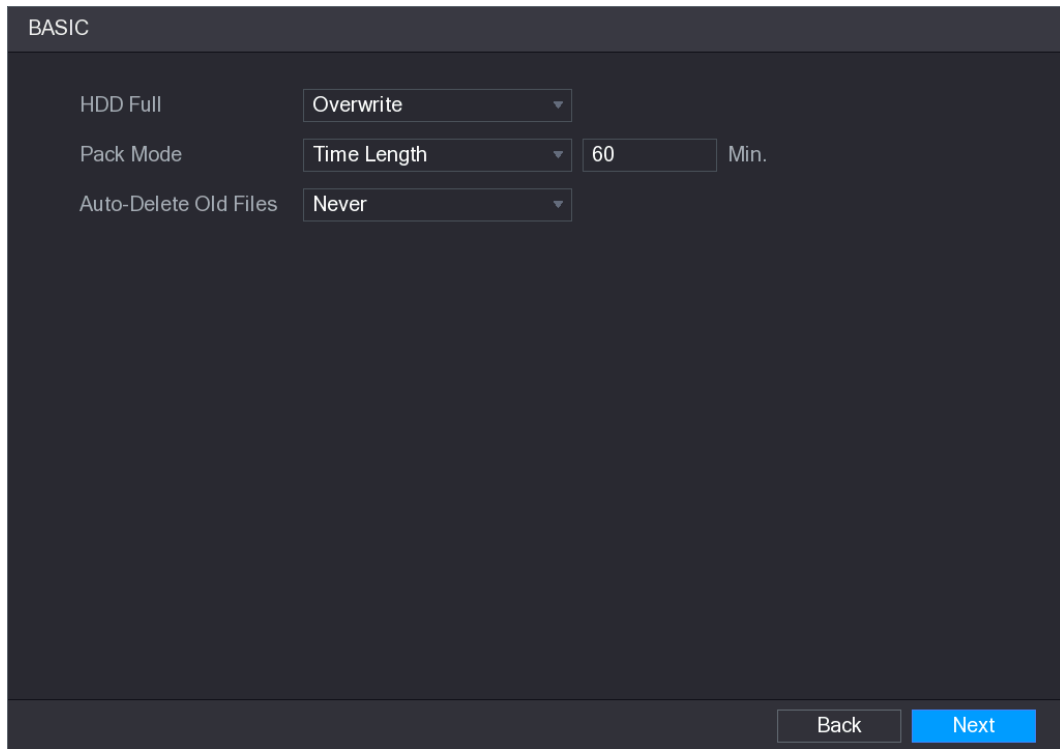 BASIC
HDD Full Overwrite
Pack Mode Time Length 60 Min.
Auto-Delete Old Files Never
Back Next